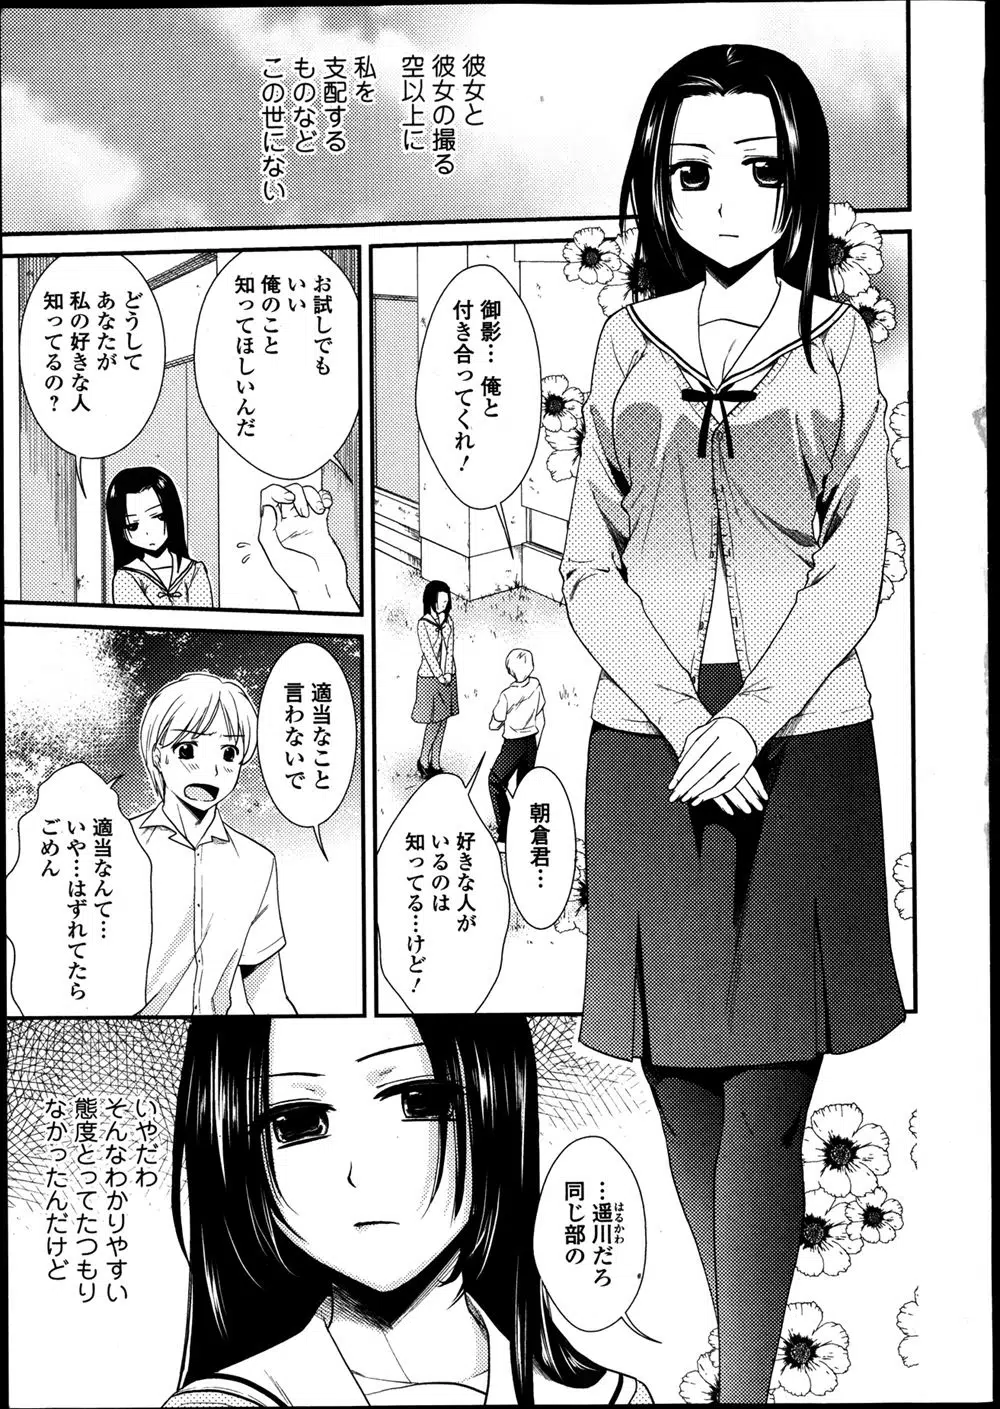 彼女と
彼女の撮る
空以上に
私を
支配する
ものなど
この世にない
御影…俺と
付き合ってくれ!
朝倉君…
好きな人が
いるのは
知ってる…けど!
お試しでも
いい
俺のこと
知ってほしいんだ
どうして
あなたが
私の好きな人
知ってるの?
適当なこと
言わないで
適当なんて…
いや…はずれてたら
ごめん
…遥川だろ
はるかわ
同じ部の
いやだわ
そんなわかりやすい
態度とってたつもり
なかったんだけど